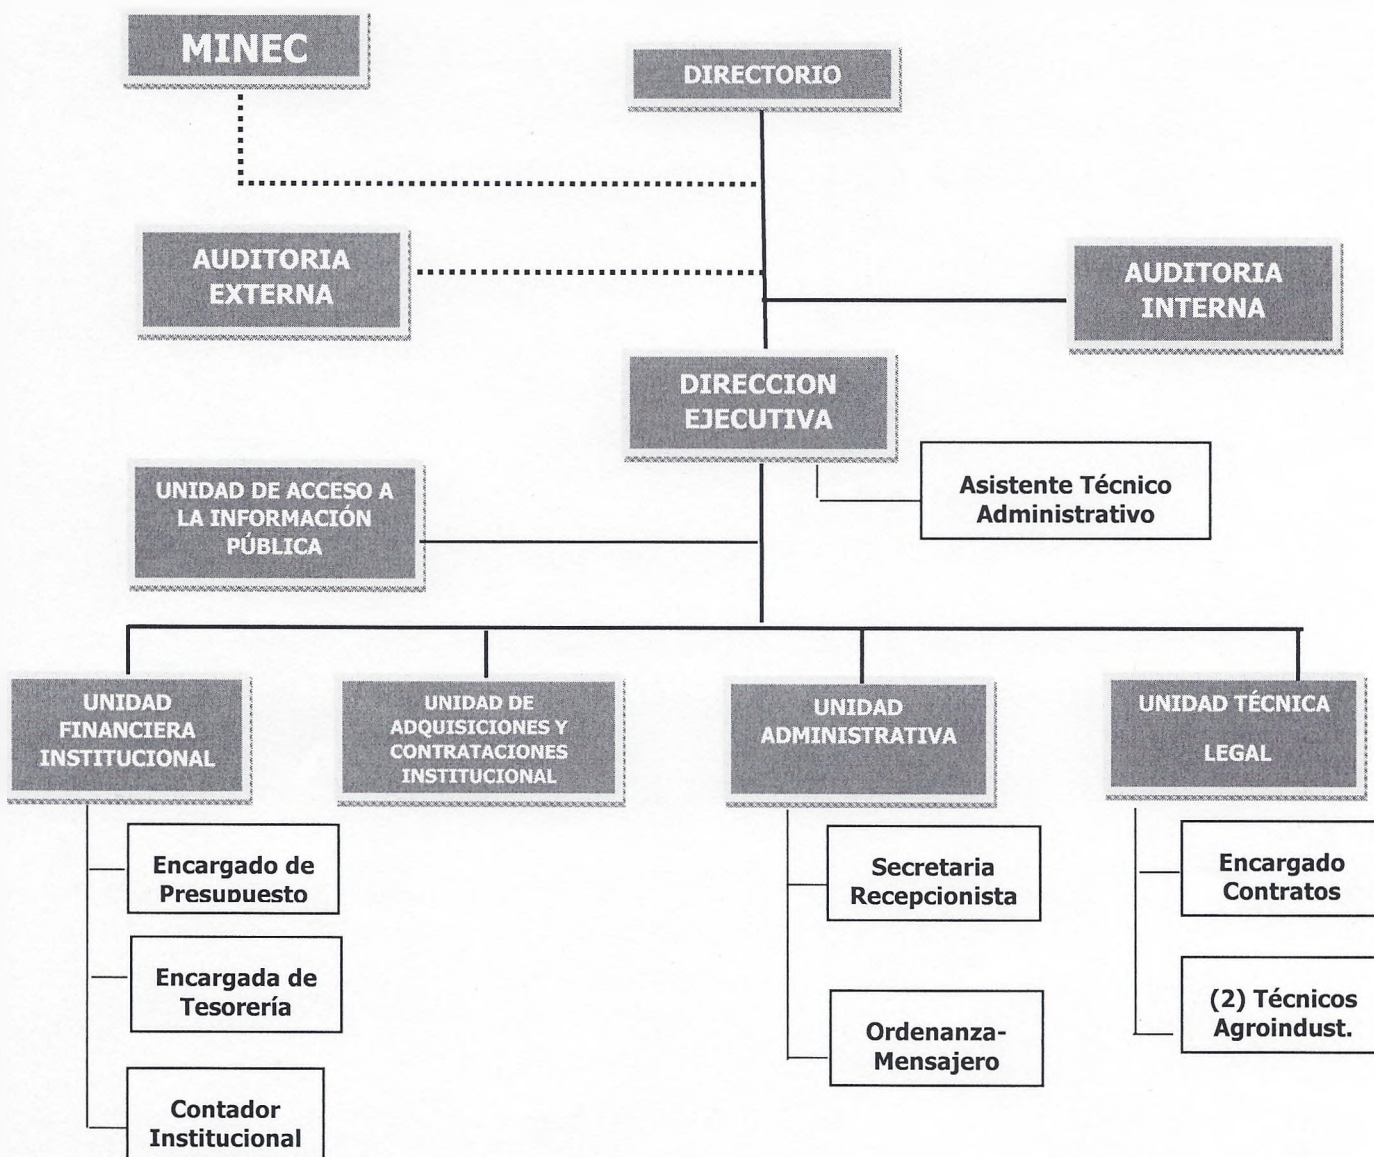 MINEC
DIRECTORIO
AUDITORIA
EXTERNA
AUDITORIA
INTERNA
DIRECCION
EJECUTIVA
Asistente Técnico
Administrativo
UNIDAD DE ACCESO A
LA INFORMACIÓN
PÚBLICA
UNIDAD
FINANCIERA
INSTITUCIONAL
UNIDAD DE
ADQUISICIONES Y
CONTRATACIONES
INSTITUCIONAL
UNIDAD
ADMINISTRATIVA
UNIDAD TÉCNICA
LEGAL
Encargado de
Presupuesto
Encargada de
Tesorería
Contador
Institucional
Secretaria
Recepcionista
Ordenanza-
Mensajero
Encargado
Contratos
(2) Técnicos
Agroindust.